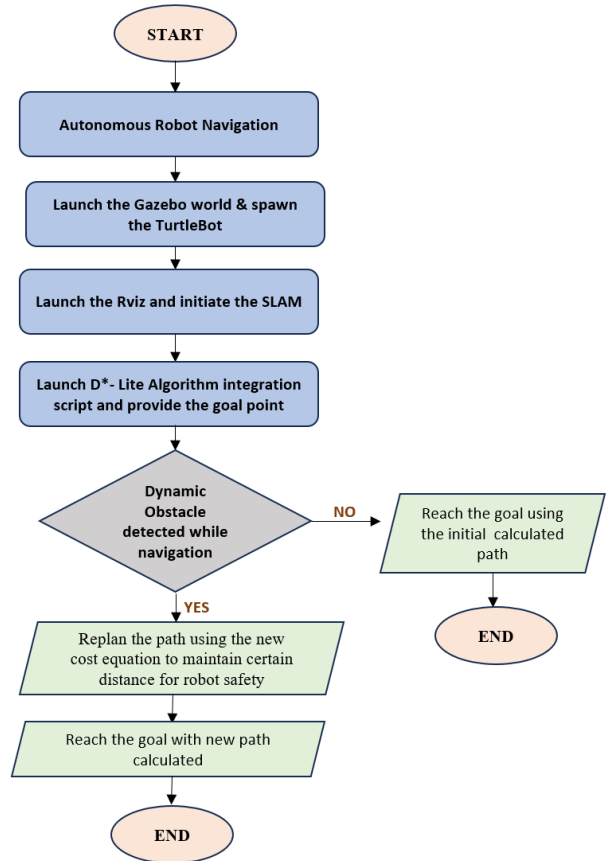 START
Autonomous Robot Navigation
Launch the Gazebo world & spawn
the TurtleBot
Launch the Rviz and initiate the SLAM
Launch D*- Lite Algorithm integration
script and provide the goal point
Dynamic
Obstacle
detected while
navigation
NO
Reach the goal using
the initial calculated
path
END
YES
Replan the path using the new
cost equation to maintain certain
distance for robot safety
Reach the goal with new path
calculated
END